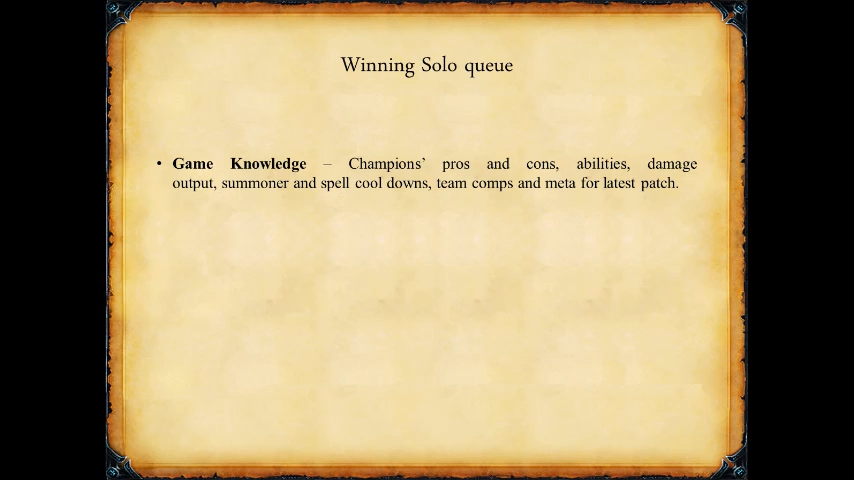 Winning Solo queue
• Game Knowledge – Champions’ pros and cons, abilities, damage
output, summoner and spell cool downs, team comps and meta for latest patch.